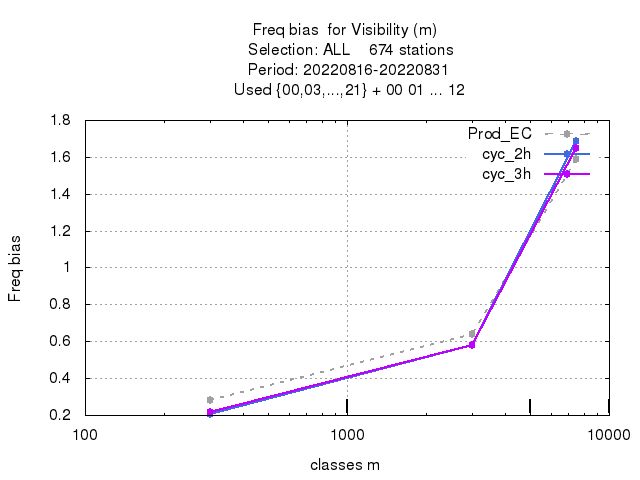 Freq bias  for Visibility (m)
Selection: ALL    674 stations
Period: 20220816-20220831
Used {00,03,...,21} + 00 01 ... 12
1.8
1.6
1.4
1.2
1
0.8
0.6
0.4
0.2
Freq bias
Prod_EC
cyc_2h
cyc_3h
100
1000
10000
classes m